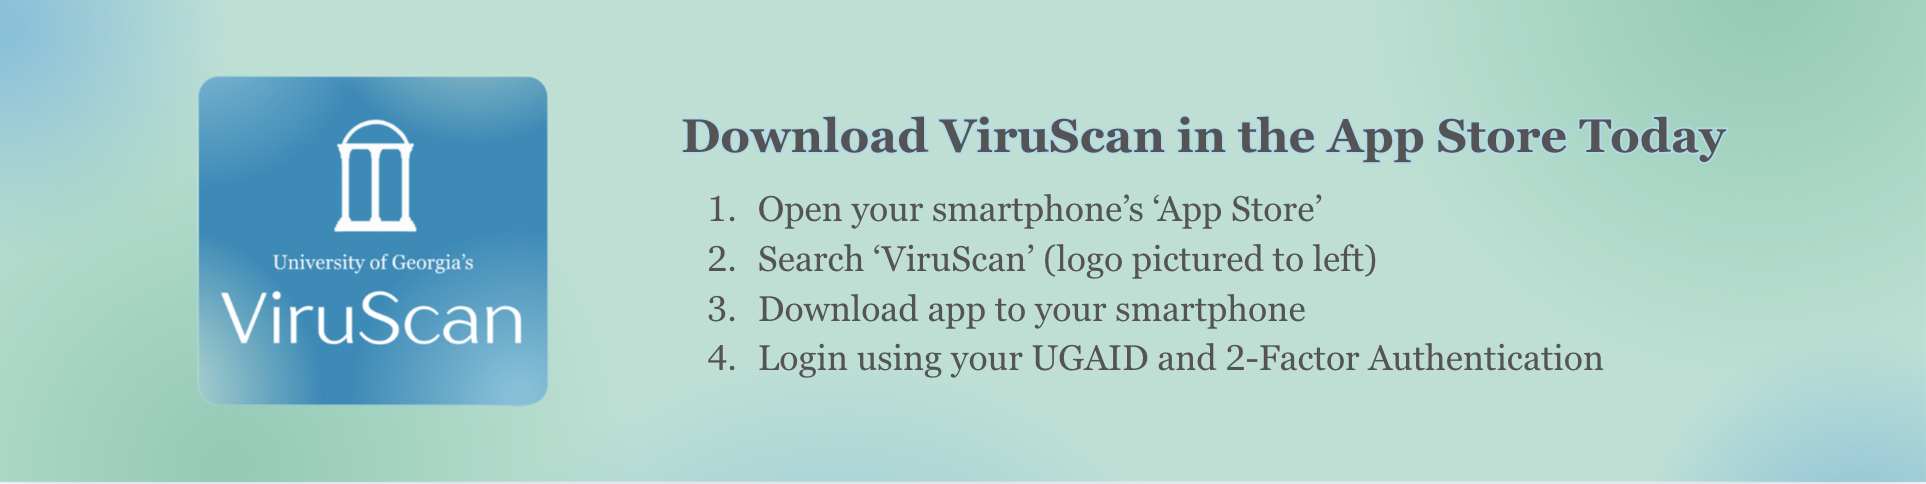 University of Georgia’s
ViruScan
Download ViruScan in the App Store Today
1. Open your smartphone’s ‘App Store’
2. Search ‘ViruScan’ (logo pictured to left)
3. Download app to your smartphone
4. Login using your UGAID and 2-Factor Authentication